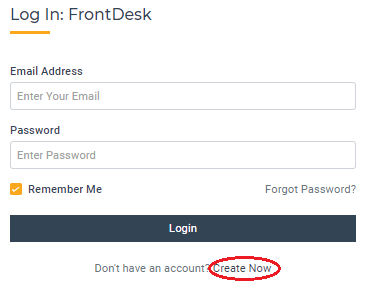 Log In: FrontDesk
Email Address
Enter Your Email
Password
Enter Password
Remember Me Forgot Password?
Login
Don't have an account? Create Now